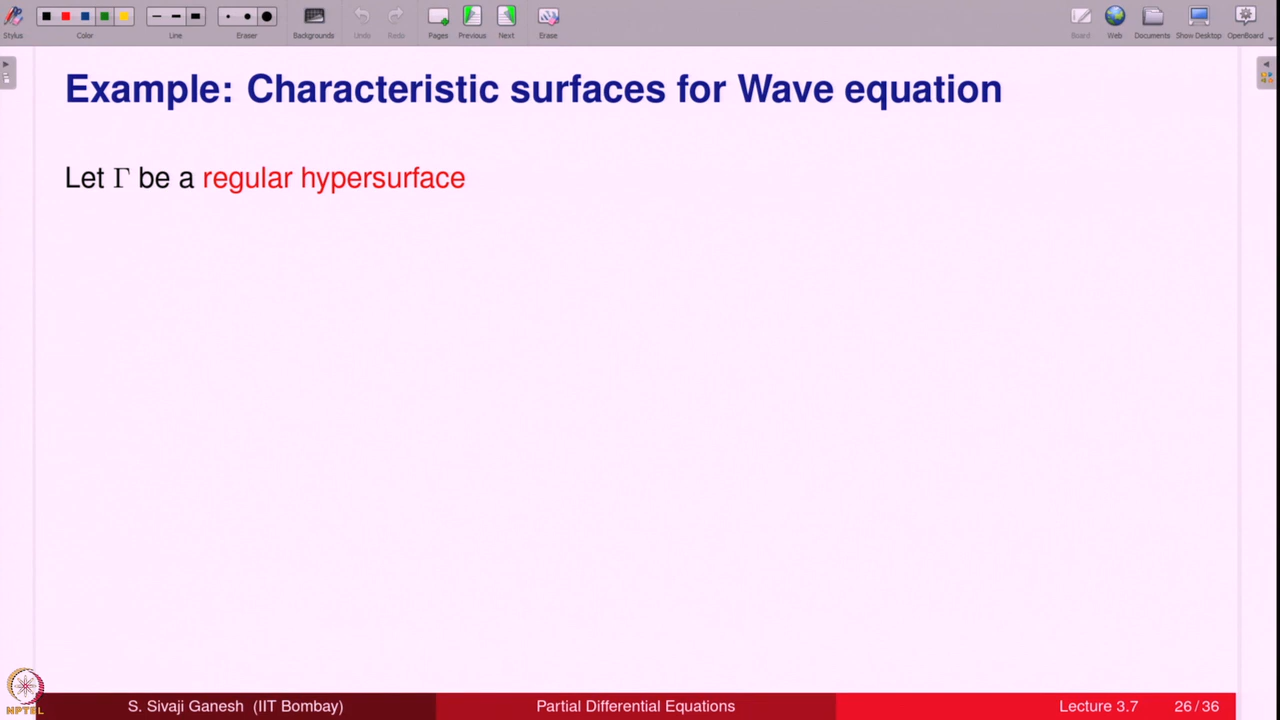 Stylus Color Line Eraser Backgrounds Undo Redo Pages Previous Next Erase Board Web Documents Show Desktop OpenBoard
Example: Characteristic surfaces for Wave equation
Let Γ be a regular hypersurface
NPTEL
S. Sivaji Ganesh (IIT Bombay) Partial Differential Equations Lecture 3.7 26 / 36